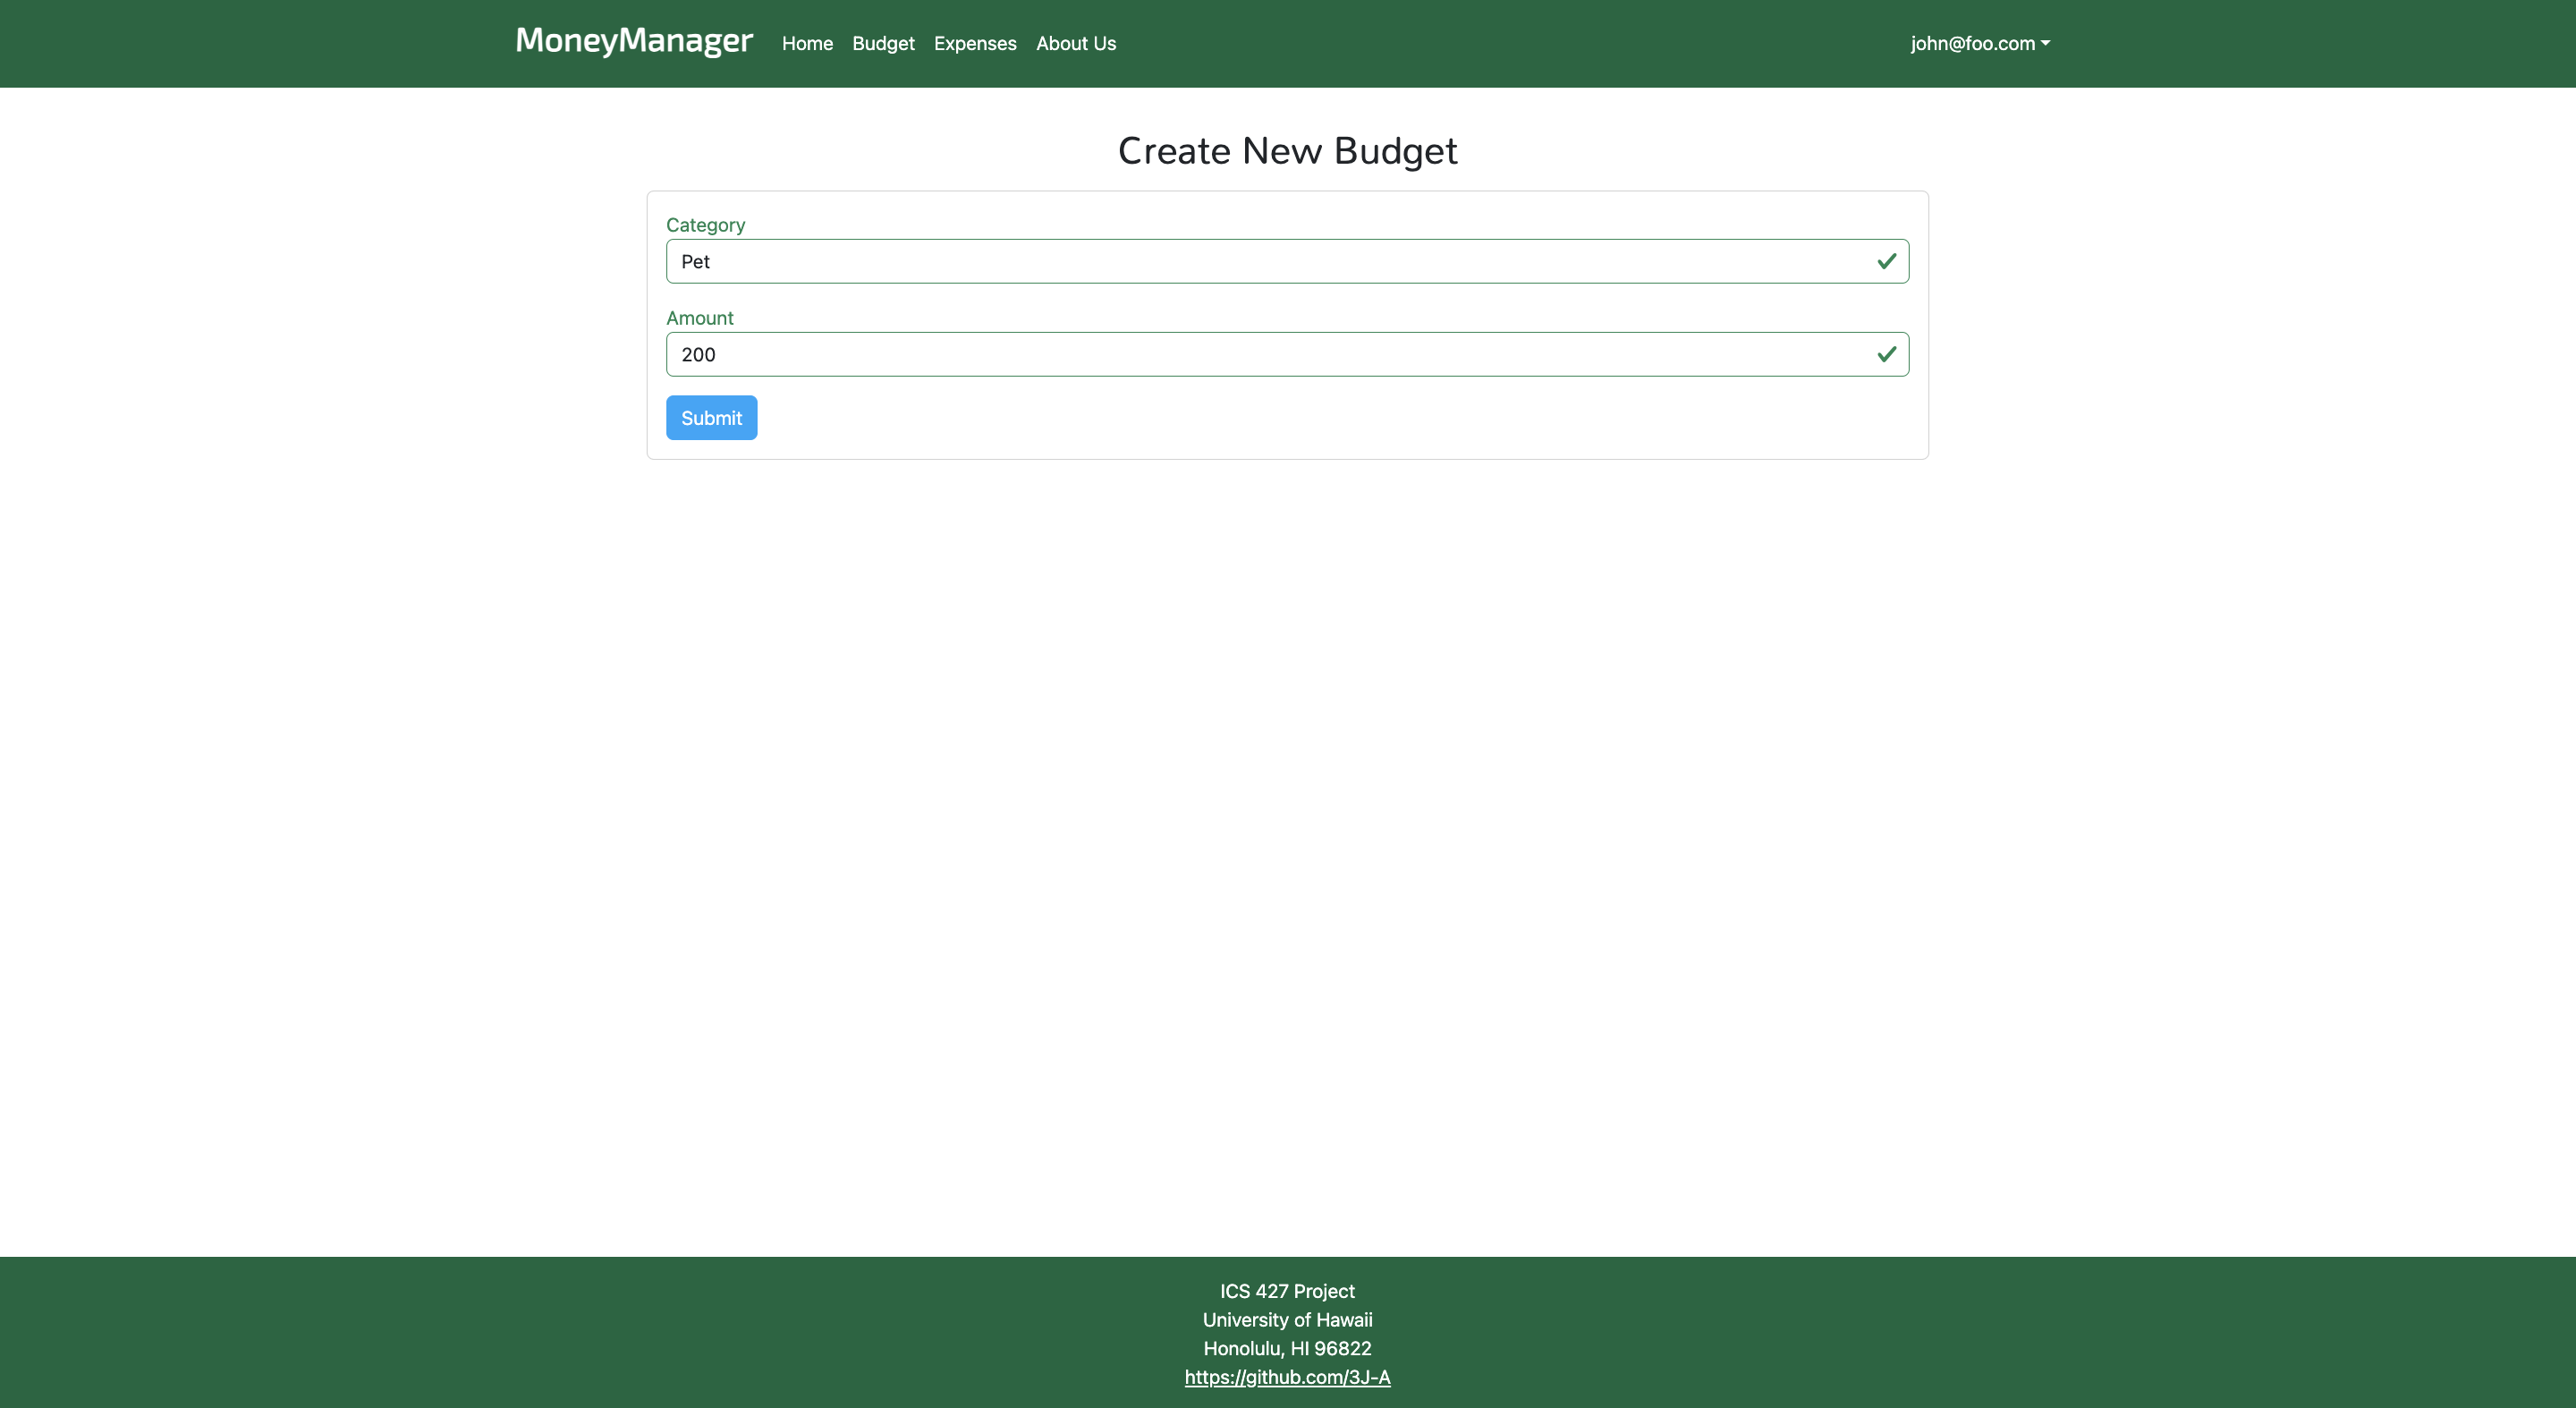 MoneyManager Home Budget Expenses About Us john@foo.com
Create New Budget
Category
Pet
Amount
200
Submit
ICS 427 Project
University of Hawaii
Honolulu, HI 96822
https://github.com/3J-A